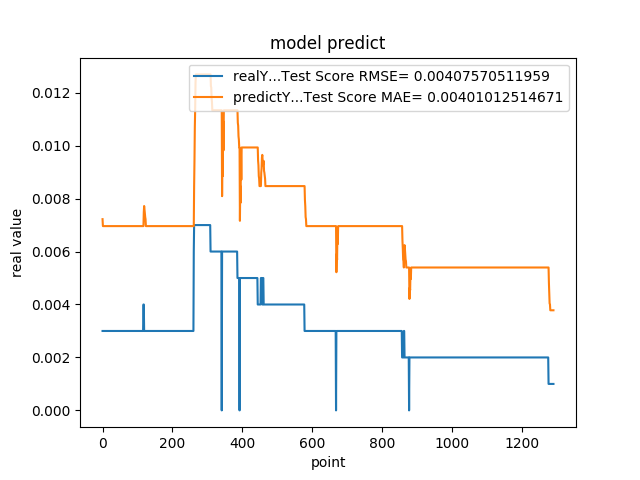 model predict
realY...Test Score RMSE= 0.00407570511959
predictY...Test Score MAE= 0.00401012514671
real value
0.012
0.010
0.008
0.006
0.004
0.002
0.000
0 200 400 600 800 1000 1200
point